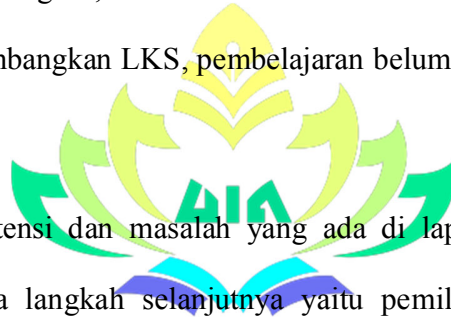 mbangkan LKS, pembelajaran belum
UIN
tensi dan masalah yang ada di lap
a langkah selanjutnya yaitu pemil